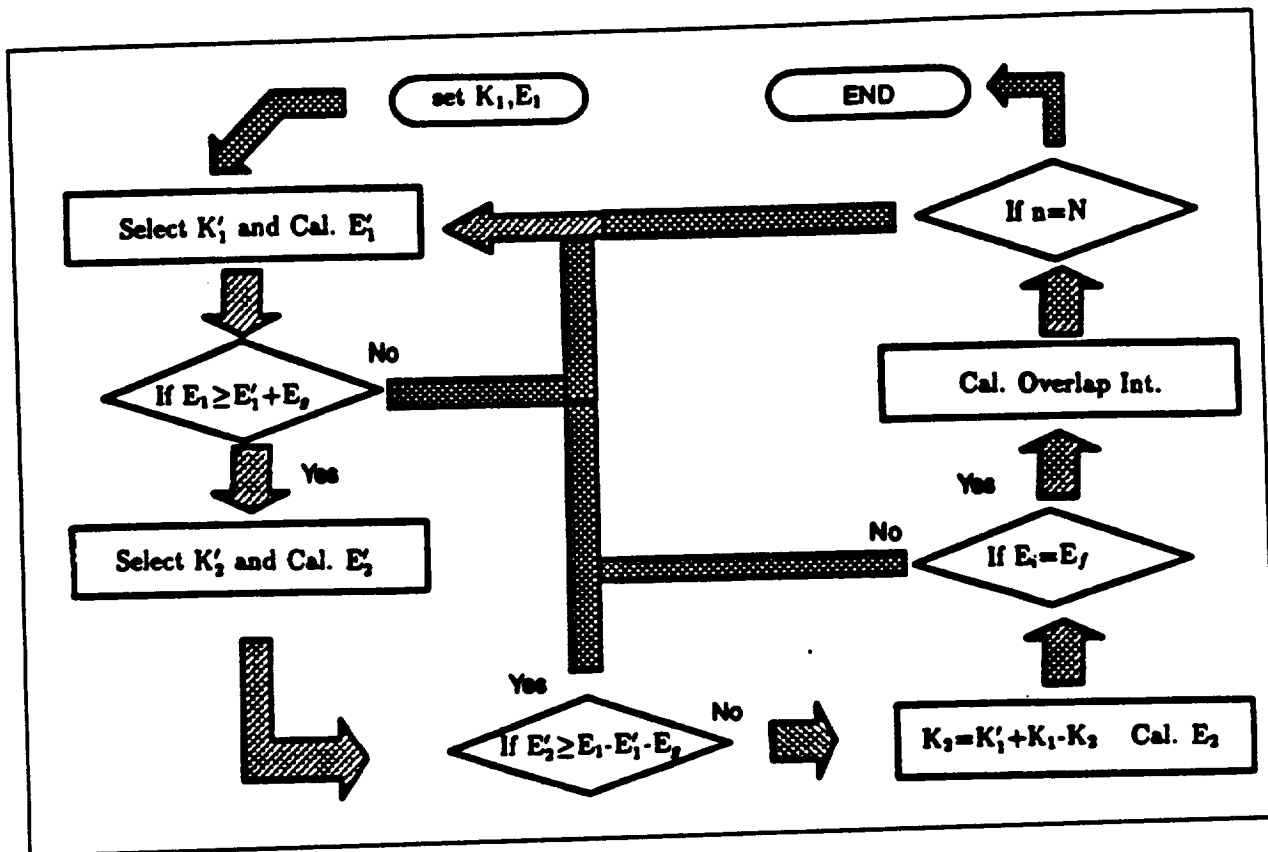 set K₁,E₁
END
Select K′₁ and Cal. E′₁
If n=N
No
If E₁≥E′₁+E_g
Cal. Overlap Int.
Yes
Yes
Select K′₂ and Cal. E′₂
No
If E_i=E_f
Yes
No
If E′₂≥E₁-E′₁-E_g
K₂=K′₁+K₁-K₂ Cal. E₂